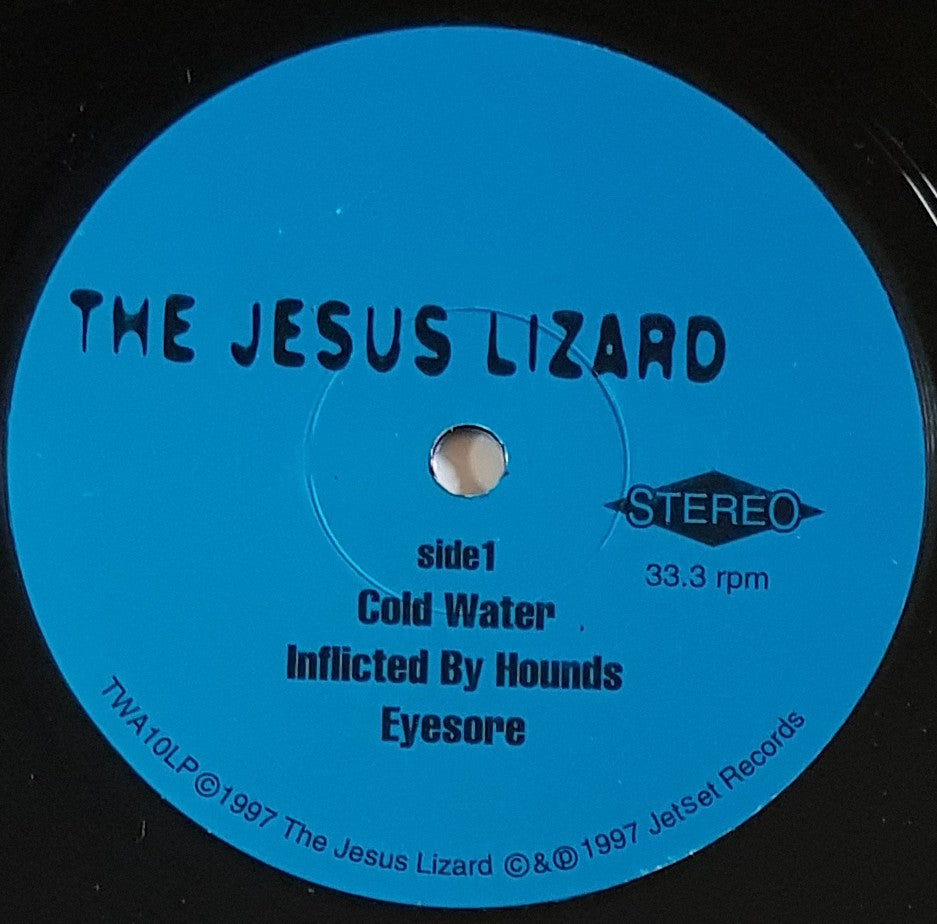 THE JESUS LIZARD
STEREO
33.3 rpm
side1
Cold Water
Inflicted By Hounds
Eyesore
TWA10LP©1997 The Jesus Lizard ©&℗1997 JetSet Records